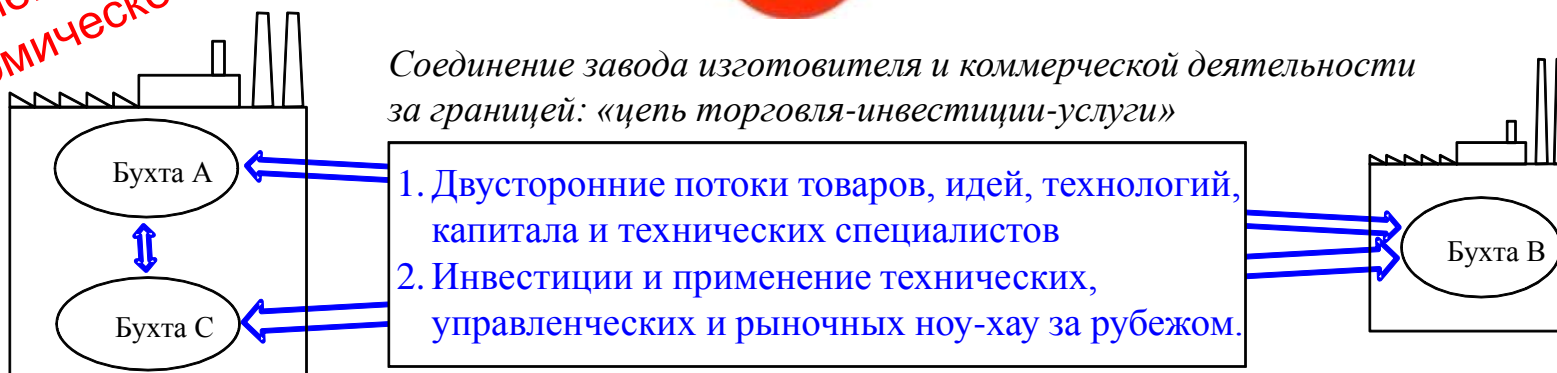 Соединение завода изготовителя и коммерческой деятельности
за границей: «цепь торговля-инвестиции-услуги»
Бухта А
1. Двусторонние потоки товаров, идей, технологий,
капитала и технических специалистов
2. Инвестиции и применение технических,
управленческих и рыночных ноу-хау за рубежом.
Бухта С
Бухта В